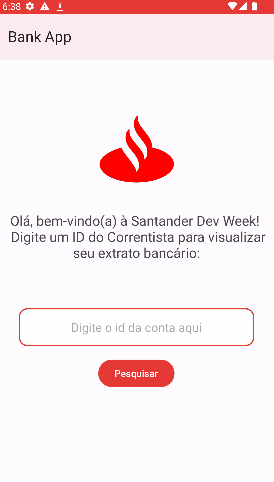 6:38
Bank App
Olá, bem-vindo(a) à Santander Dev Week!
Digite um ID do Correntista para visualizar
seu extrato bancário:
Digite o id da conta aqui
Pesquisar